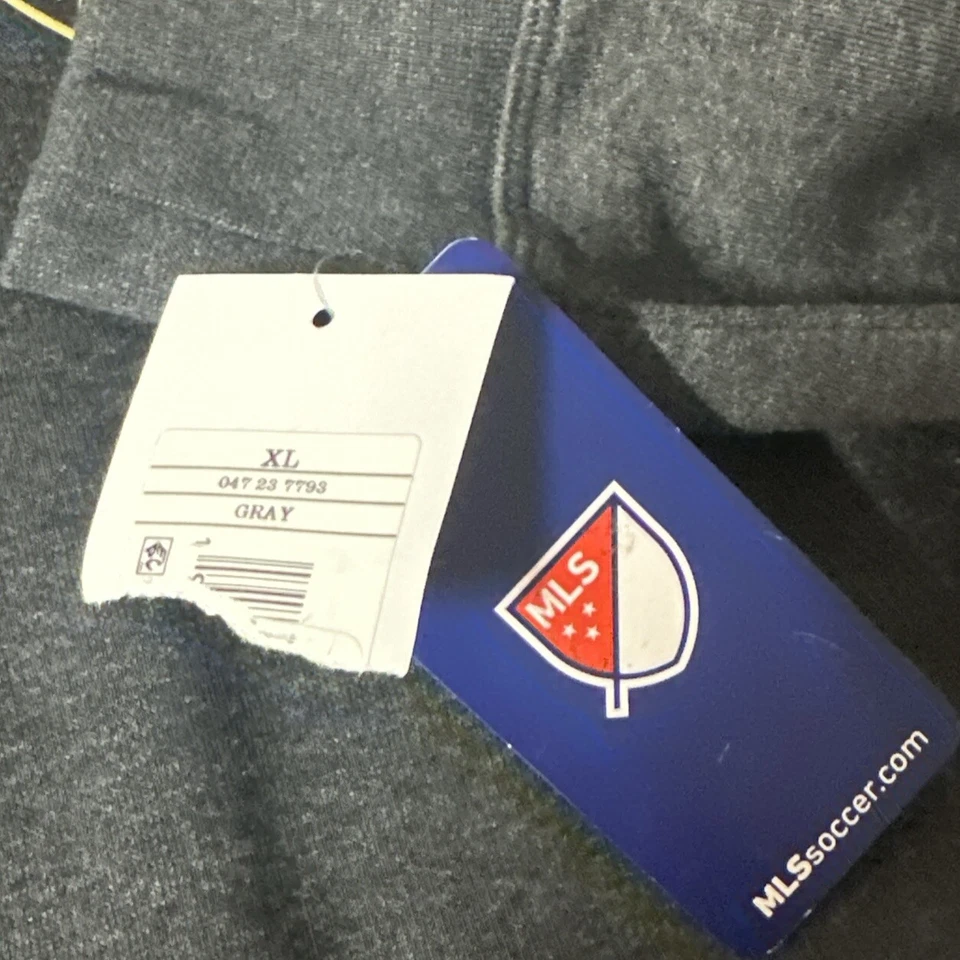 XL
047 23 7793
GRAY
MLS
MLSsoccer.com